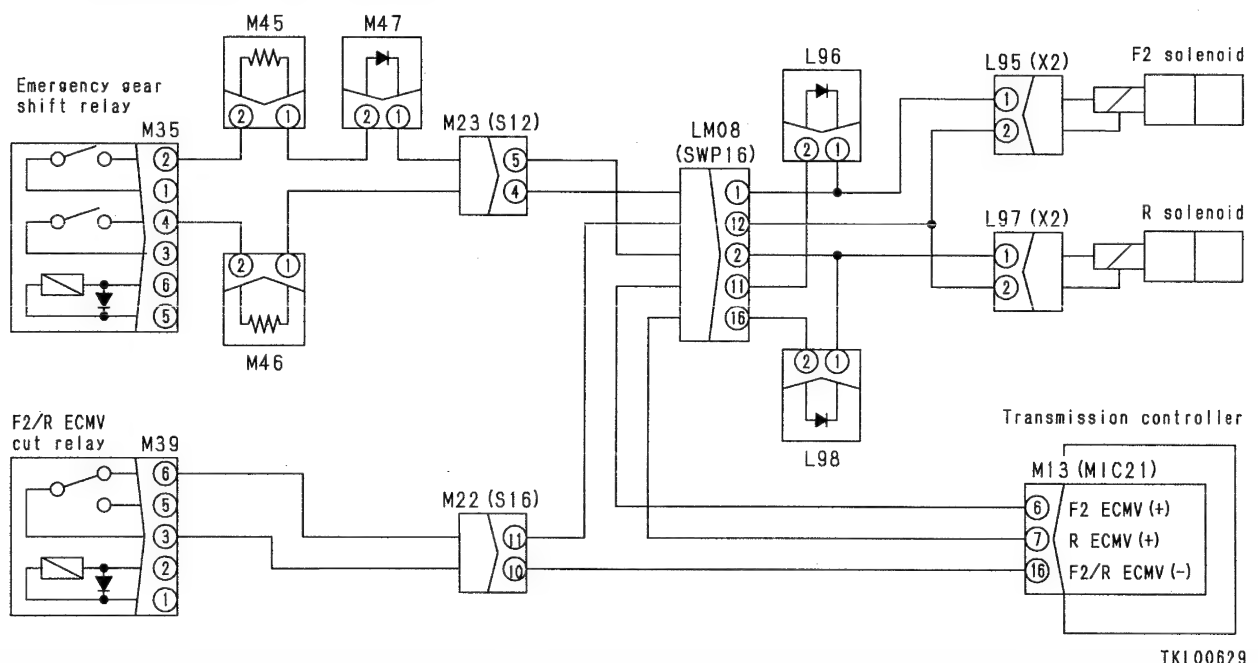 M45
M47
L96
F2 solenoid
L95 (X2)
Emergency gear
shift relay
M35
2 1
2 1
M23 (S12)
LM08
(SWP16)
2 1
1
2
2
1
4
3
6
5
5
4
1
12
2
11
16
L97 (X2)
R solenoid
1
2
2 1
M46
2 1
L98
F2/R ECMV
cut relay
M39
6
5
3
2
1
M22 (S16)
11
10
Transmission controller
M13 (MIC21)
6 F2 ECMV (+)
7 R ECMV (+)
16 F2/R ECMV (-)
TKL00629